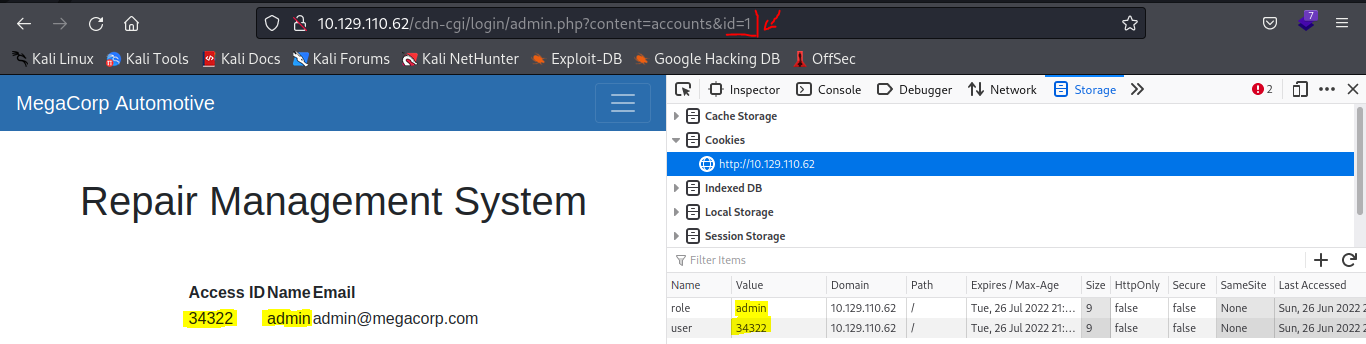 10.129.110.62/cdn-cgi/login/admin.php?content=accounts&id=1
7
Kali Linux Kali Tools Kali Docs Kali Forums Kali NetHunter Exploit-DB Google Hacking DB OffSec
MegaCorp Automotive
Repair Management System
Access ID Name Email
34322 admin admin@megacorp.com
Inspector Console Debugger Network Storage 2
Cache Storage
Cookies
http://10.129.110.62
Indexed DB
Local Storage
Session Storage
Filter Items
Name Value Domain Path Expires / Max-Age Size HttpOnly Secure SameSite Last Accessed
role admin 10.129.110.62 / Tue, 26 Jul 2022 21:... 9 false false None Sun, 26 Jun 2022 2
user 34322 10.129.110.62 / Tue, 26 Jul 2022 21:... 9 false false None Sun, 26 Jun 2022 2